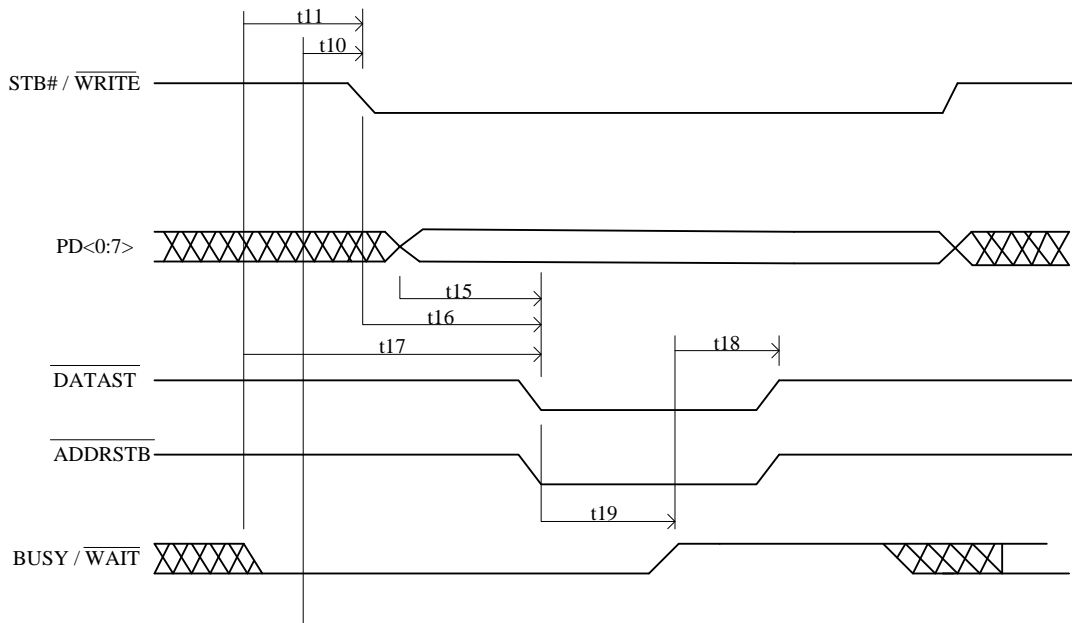 t11
t10
STB# / WRITE
PD<0:7>
t15
t16
t17
t18
DATAST
ADDRSTB
t19
BUSY / WAIT